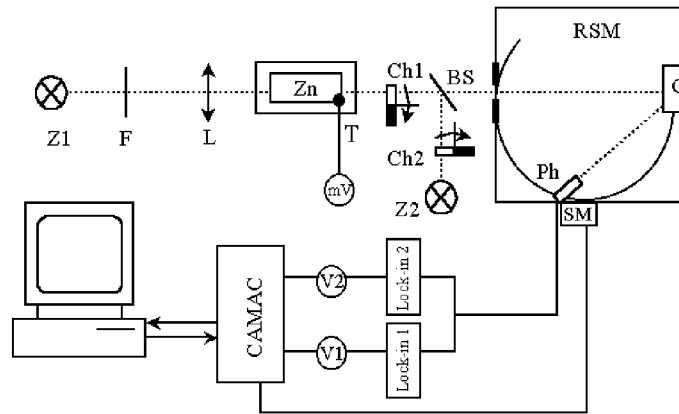 RSM
Ch1
BS
G
Zn
Z1
F
L
T
Ch2
mV
Z2
Ph
SM
CAMAC
V2
Lock-in 2
V1
Lock-in 1